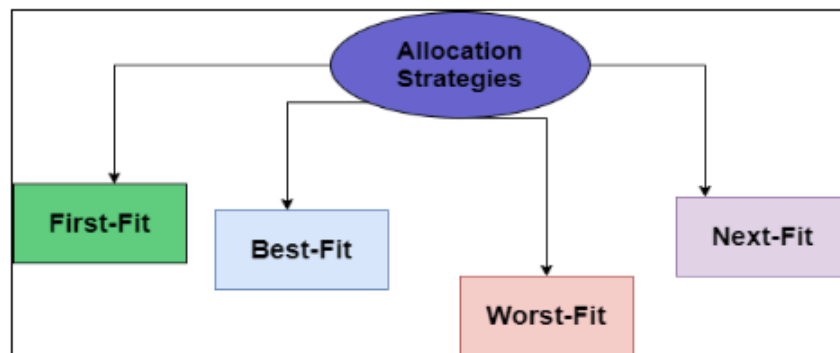 Allocation
Strategies
First-Fit
Best-Fit
Worst-Fit
Next-Fit